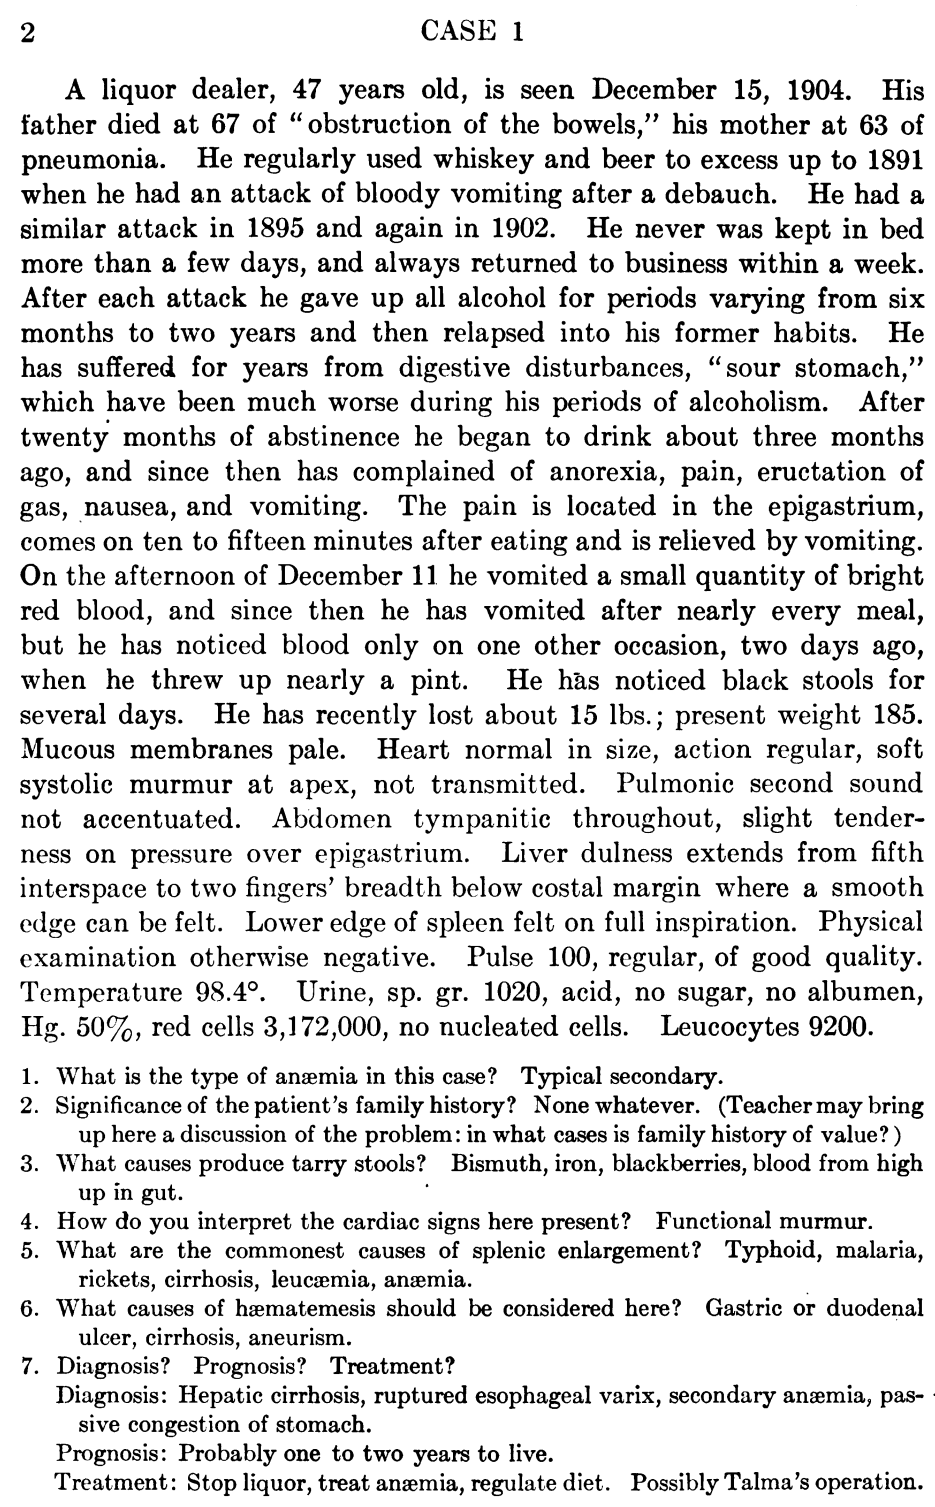 2 CASE 1
A liquor dealer, 47 years old, is seen December 15, 1904. His
father died at 67 of "obstruction of the bowels," his mother at 63 of
pneumonia. He regularly used whiskey and beer to excess up to 1891
when he had an attack of bloody vomiting after a debauch. He had a
similar attack in 1895 and again in 1902. He never was kept in bed
more than a few days, and always returned to business within a week.
After each attack he gave up all alcohol for periods varying from six
months to two years and then relapsed into his former habits. He
has suffered for years from digestive disturbances, "sour stomach,"
which have been much worse during his periods of alcoholism. After
twenty months of abstinence he began to drink about three months
ago, and since then has complained of anorexia, pain, eructation of
gas, nausea, and vomiting. The pain is located in the epigastrium,
comes on ten to fifteen minutes after eating and is relieved by vomiting.
On the afternoon of December 11 he vomited a small quantity of bright
red blood, and since then he has vomited after nearly every meal,
but he has noticed blood only on one other occasion, two days ago,
when he threw up nearly a pint. He has noticed black stools for
several days. He has recently lost about 15 lbs.; present weight 185.
Mucous membranes pale. Heart normal in size, action regular, soft
systolic murmur at apex, not transmitted. Pulmonic second sound
not accentuated. Abdomen tympanitic throughout, slight tender-
ness on pressure over epigastrium. Liver dulness extends from fifth
interspace to two fingers' breadth below costal margin where a smooth
edge can be felt. Lower edge of spleen felt on full inspiration. Physical
examination otherwise negative. Pulse 100, regular, of good quality.
Temperature 98.4°. Urine, sp. gr. 1020, acid, no sugar, no albumen,
Hg. 50%, red cells 3,172,000, no nucleated cells. Leucocytes 9200.
1. What is the type of anæmia in this case? Typical secondary.
2. Significance of the patient's family history? None whatever. (Teacher may bring
up here a discussion of the problem: in what cases is family history of value?)
3. What causes produce tarry stools? Bismuth, iron, blackberries, blood from high
up in gut.
4. How do you interpret the cardiac signs here present? Functional murmur.
5. What are the commonest causes of splenic enlargement? Typhoid, malaria,
rickets, cirrhosis, leucæmia, anæmia.
6. What causes of hæmatemesis should be considered here? Gastric or duodenal
ulcer, cirrhosis, aneurism.
7. Diagnosis? Prognosis? Treatment?
Diagnosis: Hepatic cirrhosis, ruptured esophageal varix, secondary anæmia, pas-
sive congestion of stomach.
Prognosis: Probably one to two years to live.
Treatment: Stop liquor, treat anæmia, regulate diet. Possibly Talma's operation.